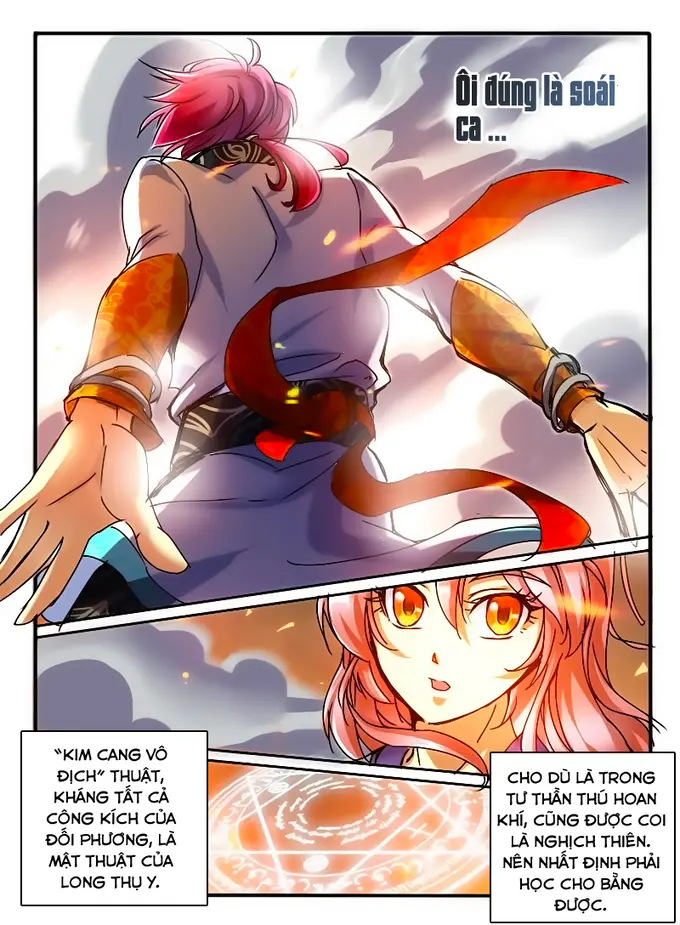 Ôi đúng là soái
ca ...
"KIM CANG VÔ
ĐỊCH" THUẬT,
KHÁNG TẤT CẢ
CÔNG KÍCH CỦA
ĐỐI PHƯƠNG, LÀ
MẬT THUẬT CỦA
LONG THỤ Y.
CHO DÙ LÀ TRONG
TƯ THẦN THÚ HOAN
KHÍ, CŨNG ĐƯỢC COI
LÀ NGHỊCH THIÊN.
NÊN NHẤT ĐỊNH PHẢI
HỌC CHO BẰNG
ĐƯỢC.